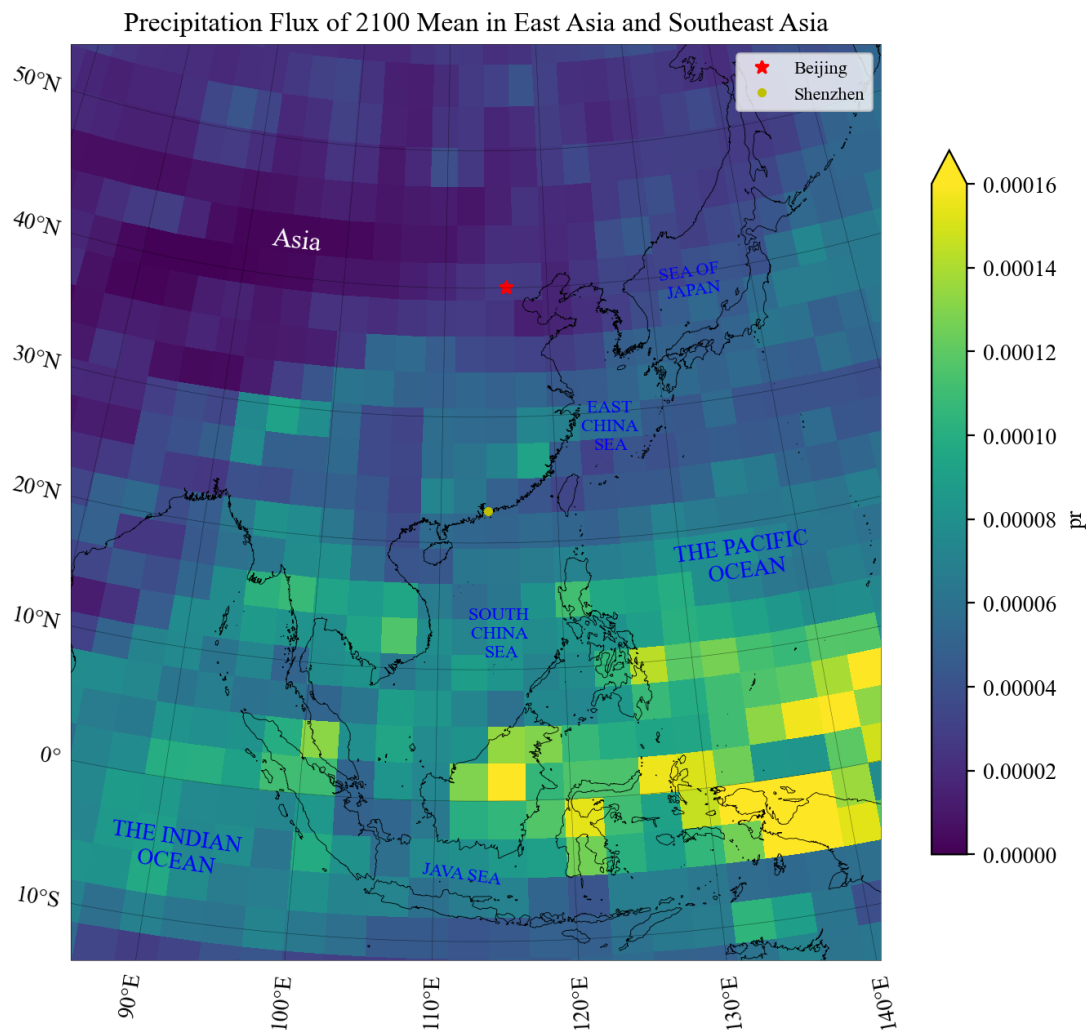 Precipitation Flux of 2100 Mean in East Asia and Southeast Asia
Beijing
Shenzhen
50°N
40°N
30°N
20°N
10°N
0°
10°S
Asia
SEA OF
JAPAN
EAST
CHINA
SEA
THE PACIFIC
OCEAN
SOUTH
CHINA
SEA
THE INDIAN
OCEAN
JAVA SEA
90°E
100°E
110°E
120°E
130°E
140°E
0.00016
0.00014
0.00012
0.00010
0.00008
0.00006
0.00004
0.00002
0.00000
pr